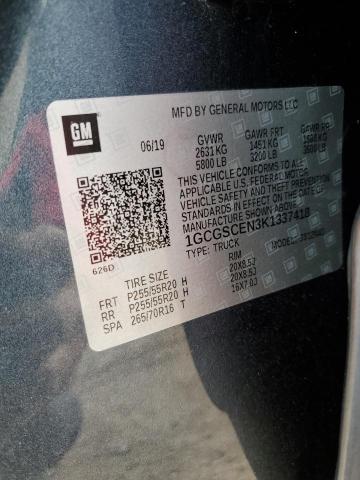 GM
MFD BY GENERAL MOTORS LLC
06/19 GVWR GAWR FRT GAWR RR
2631 KG 1451 KG KG
5800 LB 3200 LB LB
THIS VEHICLE CONFORMS TO ALL
APPLICABLE U.S. FEDERAL MOTOR
VEHICLE SAFETY AND THEFT PREVENTION
STANDARDS IN EFFECT ON THE DATE OF
MANUFACTURE SHOWN ABOVE.
1GCGSCEN3K1337418
TYPE: TRUCK MODEL:
626D
TIRE SIZE RIM
FRT P255/55R20 H 20X8.5J
RR P255/55R20 H 20X8.5J
SPA 265/70R16 T 16X7.0J